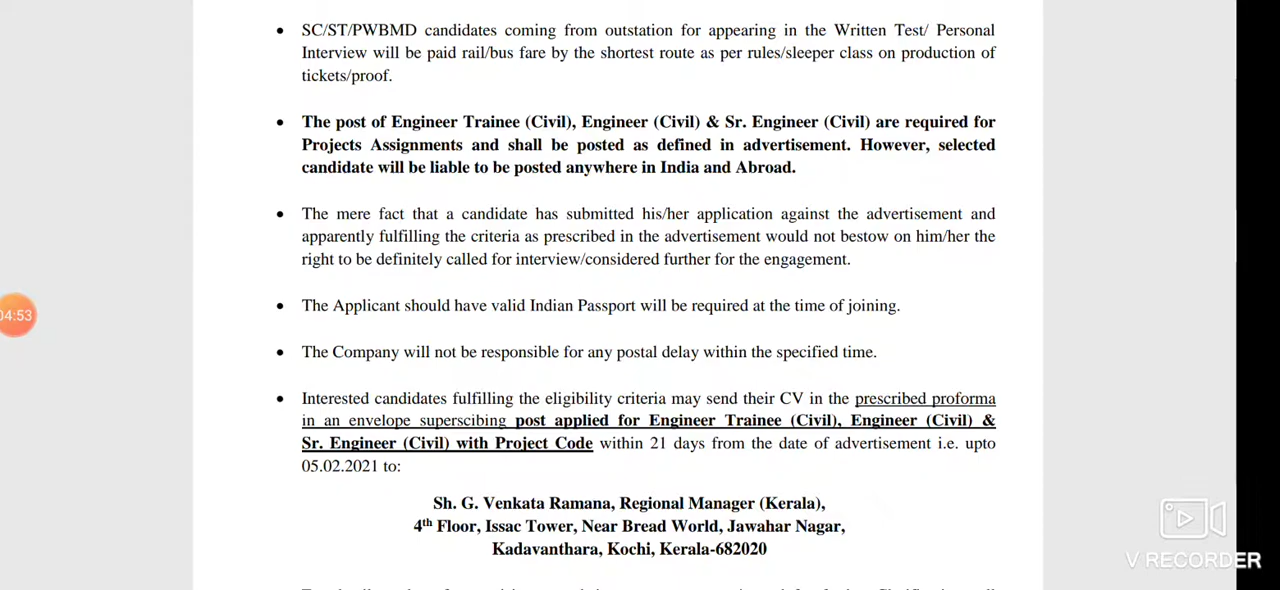 • SC/ST/PWBMD candidates coming from outstation for appearing in the Written Test/ Personal
Interview will be paid rail/bus fare by the shortest route as per rules/sleeper class on production of
tickets/proof.
• The post of Engineer Trainee (Civil), Engineer (Civil) & Sr. Engineer (Civil) are required for
Projects Assignments and shall be posted as defined in advertisement. However, selected
candidate will be liable to be posted anywhere in India and Abroad.
• The mere fact that a candidate has submitted his/her application against the advertisement and
apparently fulfilling the criteria as prescribed in the advertisement would not bestow on him/her the
right to be definitely called for interview/considered further for the engagement.
• The Applicant should have valid Indian Passport will be required at the time of joining.
04:53
• The Company will not be responsible for any postal delay within the specified time.
• Interested candidates fulfilling the eligibility criteria may send their CV in the prescribed proforma
in an envelope superscibing post applied for Engineer Trainee (Civil), Engineer (Civil) &
Sr. Engineer (Civil) with Project Code within 21 days from the date of advertisement i.e. upto
05.02.2021 to:
Sh. G. Venkata Ramana, Regional Manager (Kerala),
4th Floor, Issac Tower, Near Bread World, Jawahar Nagar,
Kadavanthara, Kochi, Kerala-682020
V RECORDER